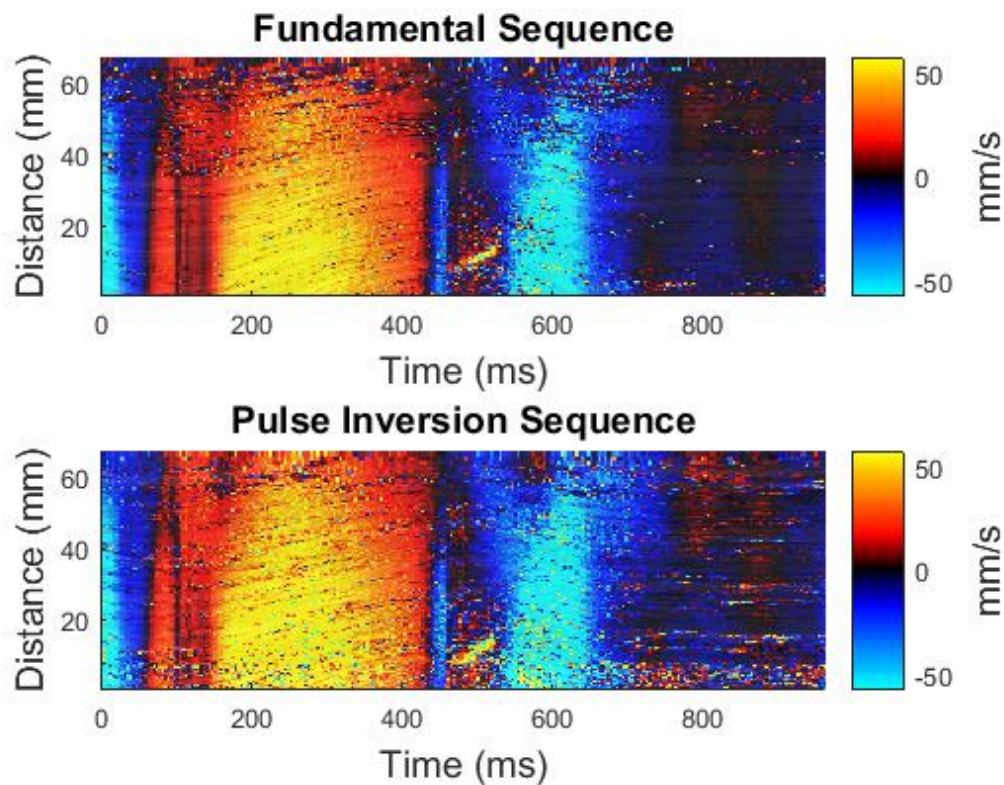 Fundamental Sequence
60
40
20
0
200
400
600
800
Distance (mm)
Time (ms)
50
0
-50
mm/s
Pulse Inversion Sequence
60
40
20
0
200
400
600
800
Distance (mm)
Time (ms)
50
0
-50
mm/s